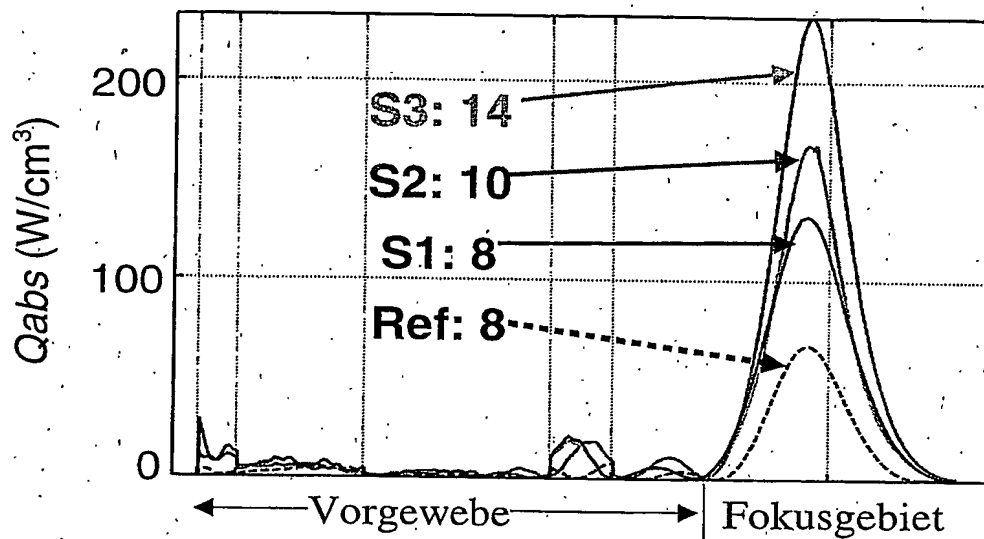 Qabs (W/cm³)
200
100
0
S3: 14
S2: 10
S1: 8
Ref: 8
Vorgewebe
Fokusgebiet